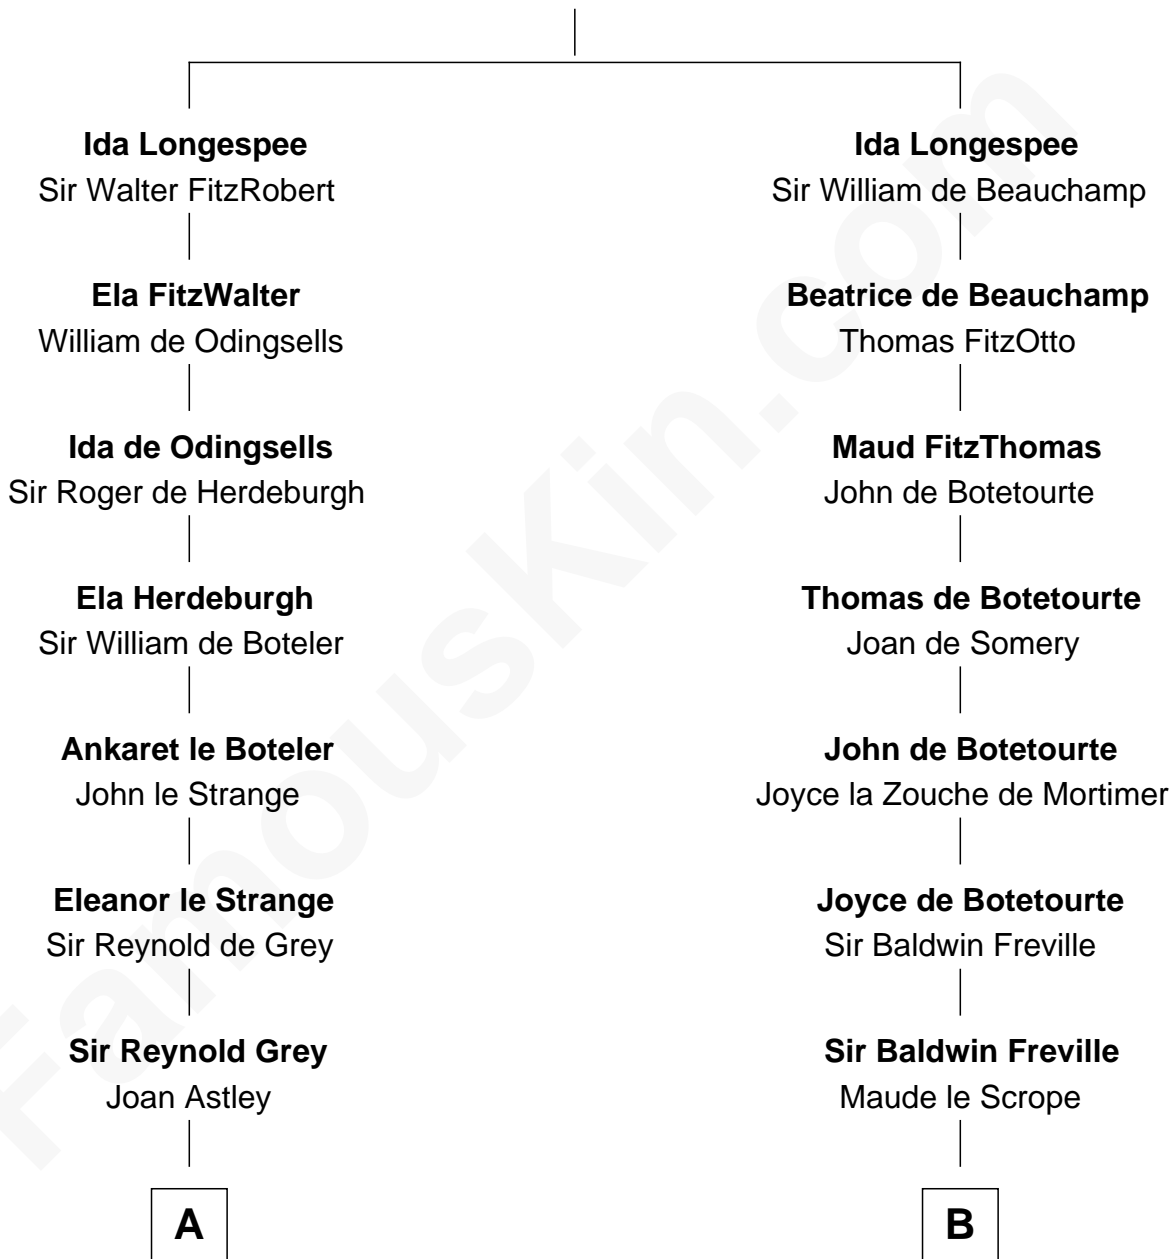 Ida Longespee
Sir Walter FitzRobert
Ela FitzWalter
William de Odingsells
Ida de Odingsells
Sir Roger de Herdeburgh
Ela Herdeburgh
Sir William de Boteler
Ankaret le Boteler
John le Strange
Eleanor le Strange
Sir Reynold de Grey
Sir Reynold Grey
Joan Astley
A
Ida Longespee
Sir William de Beauchamp
Beatrice de Beauchamp
Thomas FitzOtto
Maud FitzThomas
John de Botetourte
Thomas de Botetourte
Joan de Somery
John de Botetourte
Joyce la Zouche de Mortimer
Joyce de Botetourte
Sir Baldwin Freville
Sir Baldwin Freville
Maude le Scrope
B
FamousKin.com